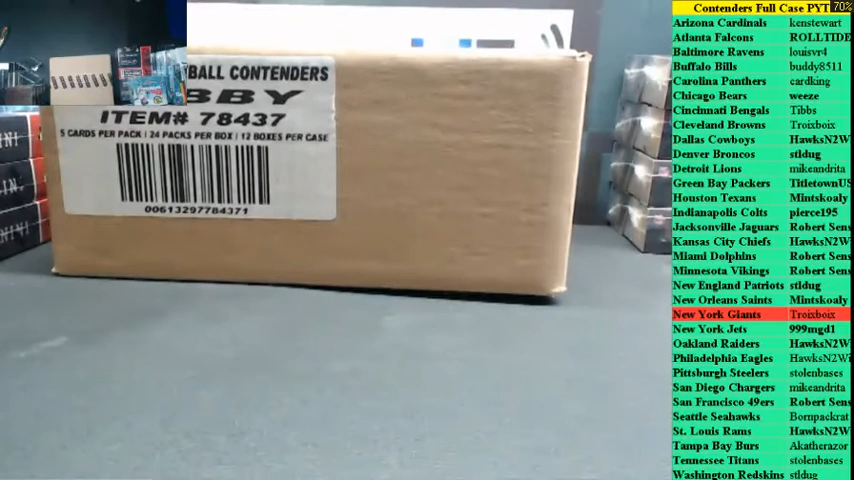 BALL CONTENDERS
BBY
ITEM# 78437
5 CARDS PER PACK | 24 PACKS PER BOX | 12 BOXES PER CASE
00613297784371
Contenders Full Case PYT
70%
Arizona Cardinals kenstewart
Atlanta Falcons ROLLTIDE
Baltimore Ravens louisvr4
Buffalo Bills buddy8511
Carolina Panthers cardking
Chicago Bears weeze
Cincinnati Bengals Tibbs
Cleveland Browns Troixboix
Dallas Cowboys HawksN2W
Denver Broncos stldug
Detroit Lions mikeandrita
Green Bay Packers TitletownUS
Houston Texans Mintskoaly
Indianapolis Colts pierce195
Jacksonville Jaguars Robert Sens
Kansas City Chiefs HawksN2W
Miami Dolphins Robert Sens
Minnesota Vikings Robert Sens
New England Patriots stldug
New Orleans Saints Mintskoaly
New York Giants Troixboix
New York Jets 999mgd1
Oakland Raiders HawksN2W
Philadelphia Eagles HawksN2Wi
Pittsburgh Steelers stolenbases
San Diego Chargers mikeandrita
San Francisco 49ers Robert Sens
Seattle Seahawks Bornpackrat
St. Louis Rams HawksN2W
Tampa Bay Burs Akatherazor
Tennessee Titans stolenbases
Washington Redskins stldug